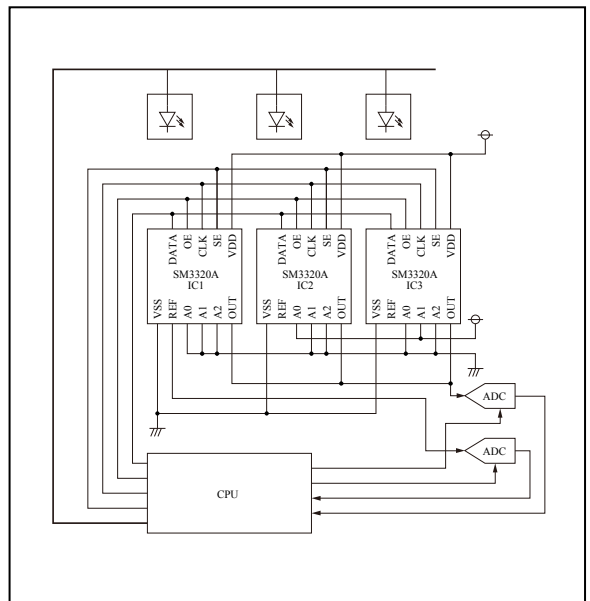 DATA OE CLK SE VDD
SM3320A
IC1
VSS REF A0 A1 A2 OUT
DATA OE CLK SE VDD
SM3320A
IC2
VSS REF A0 A1 A2 OUT
DATA OE CLK SE VDD
SM3320A
IC3
VSS REF A0 A1 A2 OUT
ADC
ADC
CPU